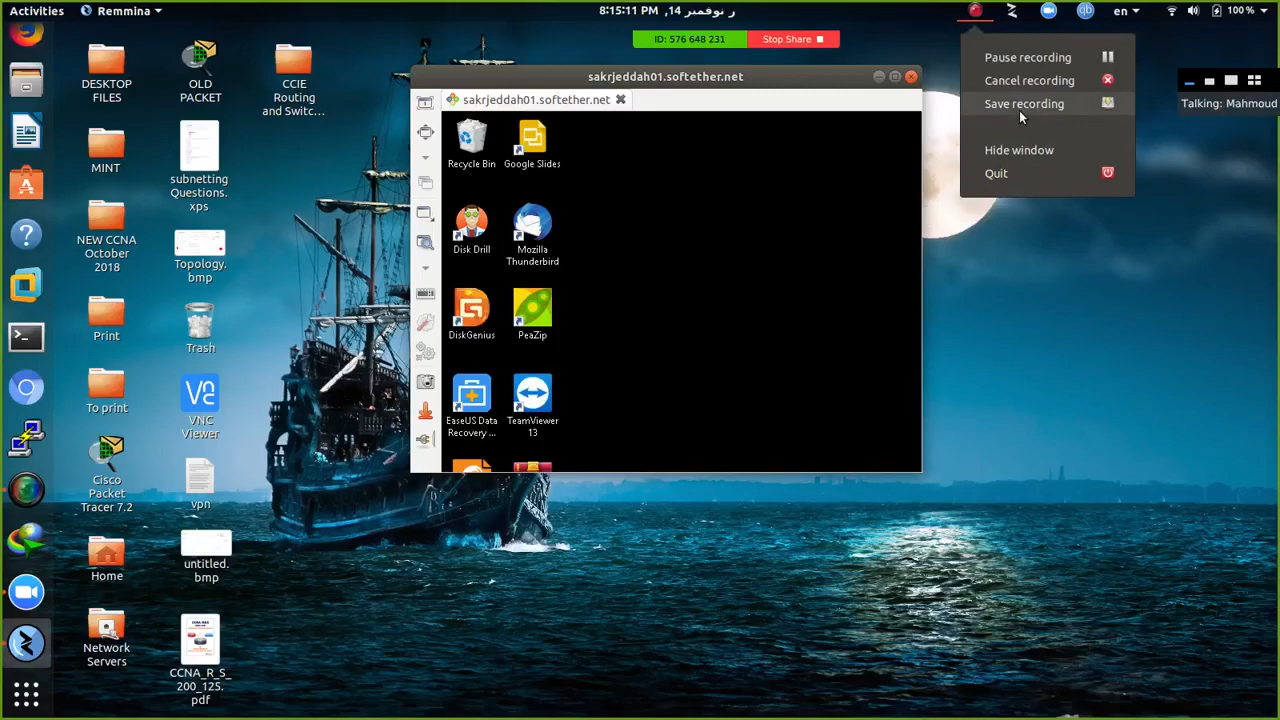 Activities
Remmina
8:15:11 PM ,14 ر نوفمبر
en
100 %
ID: 576 648 231
Stop Share
Pause recording
Cancel recording
Save recording
Hide window
Quit
Talking: Mahmoud
sakrjeddah01.softether.net
sakrjeddah01.softether.net
Recycle Bin
Google Slides
Disk Drill
Mozilla
Thunderbird
DiskGenius
PeaZip
EaseUS Data
Recovery ...
TeamViewer
13
DESKTOP
FILES
OLD
PACKET
CCIE
Routing
and Switc…
MINT
subnetting
Questions.
xps
NEW CCNA
October
2018
Topology.
bmp
Print
Trash
To print
VNC
Viewer
Cisco
Packet
Tracer 7.2
vpn
Home
untitled.
bmp
Network
Servers
CCNA_R_S_
200_125.
pdf